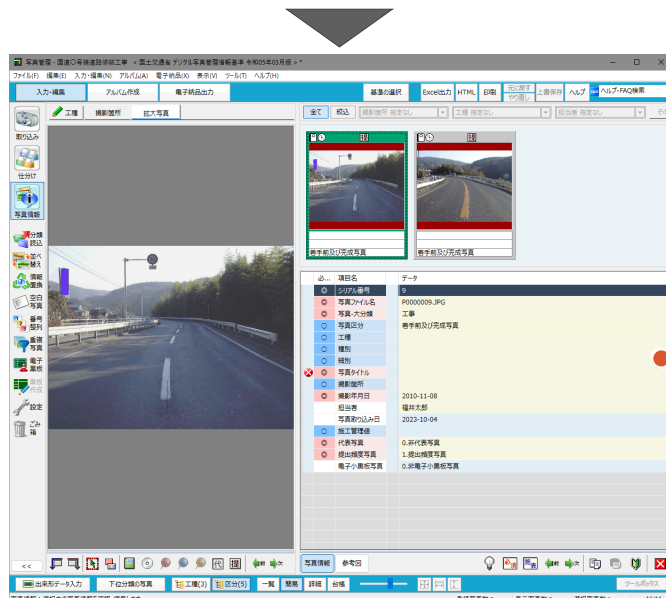 写真管理 - 国道〇号線道路修繕工事 < 国土交通省 デジタル写真管理情報基準 令和05年03月版 > *
ファイル(F) 編集(E) 入力・編集(N) アルバム(A) 電子納品(X) 表示(V) ツール(T) ヘルプ(H)
入力・編集 アルバム作成 電子納品出力 基準の選択 Excel出力 HTML 印刷 元に戻す やり直し 上書保存 ヘルプ ヘルプ・FAQ検索
取り込み
仕分け
写真情報
分類
読込
並べ
替え
情報
置換
空白
写真
番号
整列
重複
写真
電子
黒板
黒板
作成
設定
ごみ
箱
<<
工種 撮影箇所 拡大写真
全て 絞込 撮影箇所 指定なし 工種 指定なし 担当者 指定なし
提 提
着手前及び完成写真 着手前及び完成写真
必... 項目名 データ
◎ シリアル番号 9
◎ 写真ファイル名 P0000009.JPG
◎ 写真-大分類 工事
○ 写真区分 着手前及び完成写真
○ 工種
○ 種別
○ 細別
◎ 写真タイトル
○ 撮影箇所
◎ 撮影年月日 2010-11-08
担当者 福井太郎
写真取り込み日 2023-10-04
○ 施工管理値
◎ 代表写真 0.非代表写真
◎ 提出頻度写真 1.提出頻度写真
電子小黒板写真 0.非電子小黒板写真
代 提 前 次
写真情報 参考図 前 次
出来形データ入力 下位分類の写真 工種(3) 区分(5) 一覧 簡易 詳細 台帳 ツールボックス